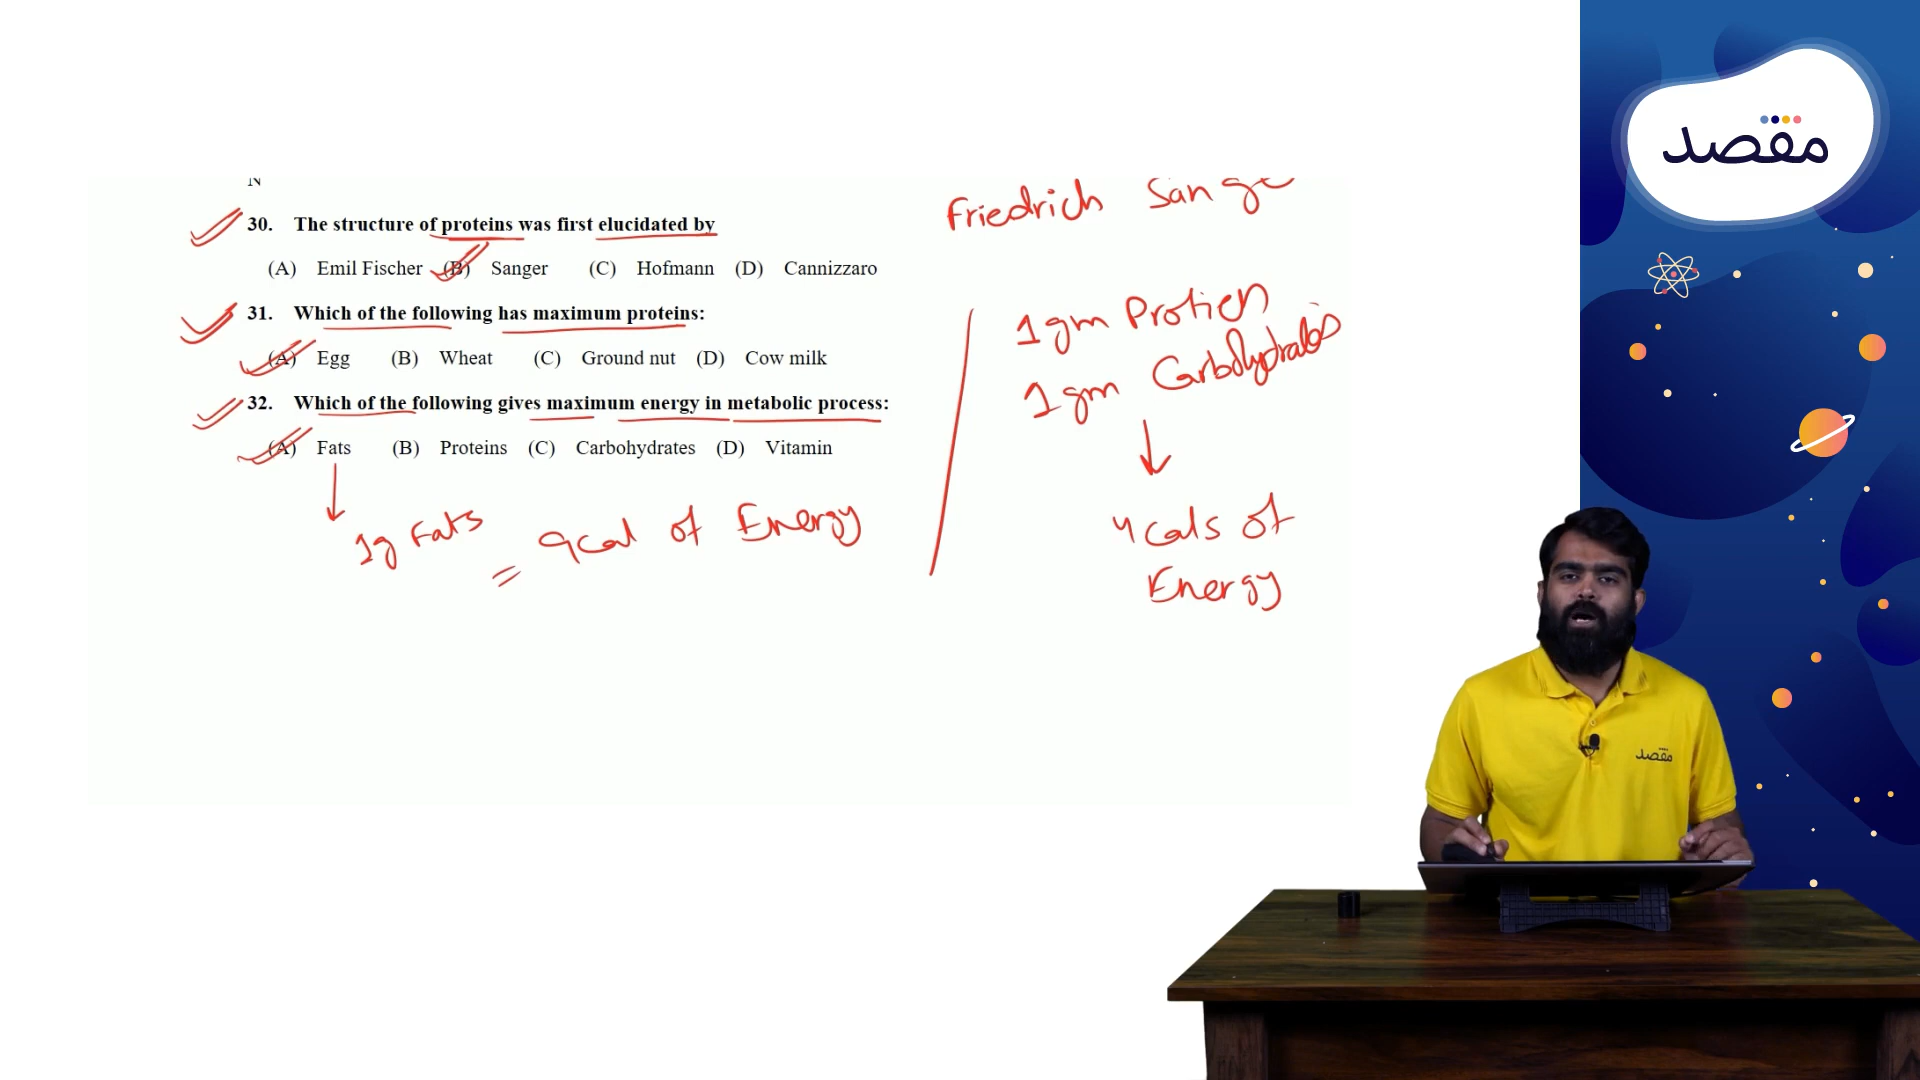 مقصد
Friedrich Sange
30. The structure of proteins was first elucidated by
(A) Emil Fischer (B) Sanger (C) Hofmann (D) Cannizzaro
31. Which of the following has maximum proteins:
(A) Egg (B) Wheat (C) Ground nut (D) Cow milk
32. Which of the following gives maximum energy in metabolic process:
(A) Fats (B) Proteins (C) Carbohydrates (D) Vitamin
1g Fats = 9cal of Energy
1gm Protien
1gm Carbohydrates
4 Cals of
Energy
مقصد